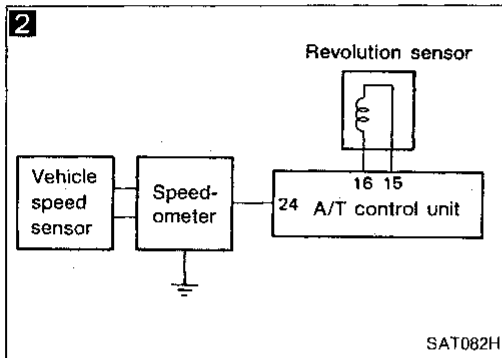 2
Revolution sensor
Vehicle
speed
sensor
Speed-
ometer
16 15
24 A/T control unit
SAT082H